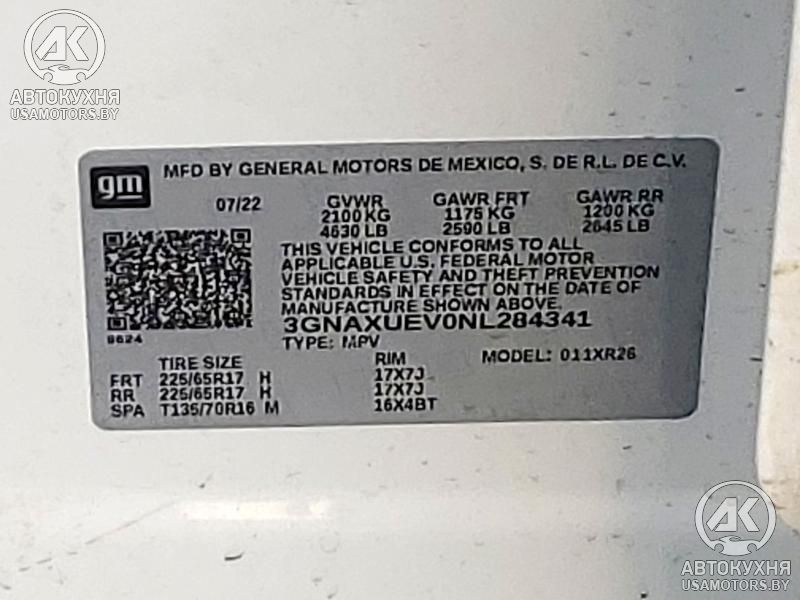 AK
АВТОКУХНЯ
USAMOTORS.BY
gm
MFD BY GENERAL MOTORS DE MEXICO, S. DE R.L. DE C.V.
07/22 GVWR GAWR FRT GAWR RR
2100 KG 1175 KG 1200 KG
4630 LB 2590 LB 2645 LB
THIS VEHICLE CONFORMS TO ALL
APPLICABLE U.S. FEDERAL MOTOR
VEHICLE SAFETY AND THEFT PREVENTION
STANDARDS IN EFFECT ON THE DATE OF
MANUFACTURE SHOWN ABOVE.
3GNAXUEV0NL284341
9624
TYPE: MPV MODEL: 011XR26
TIRE SIZE RIM
FRT 225/65R17 H 17X7J
RR 225/65R17 H 17X7J
SPA T135/70R16 M 16X4BT
AK
АВТОКУХНЯ
USAMOTORS.BY